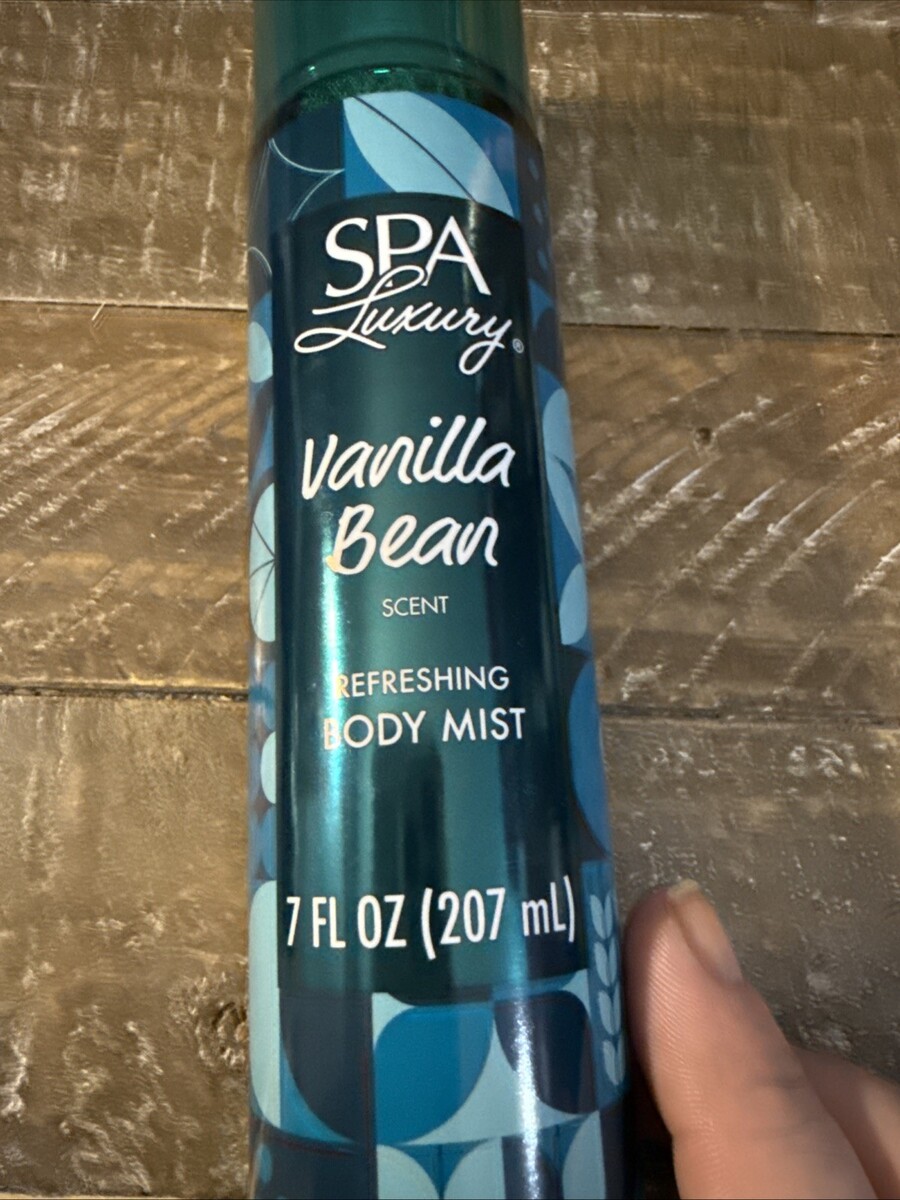 SPA
Luxury®
Vanilla
Bean
SCENT
REFRESHING
BODY MIST
7 FL OZ (207 mL)